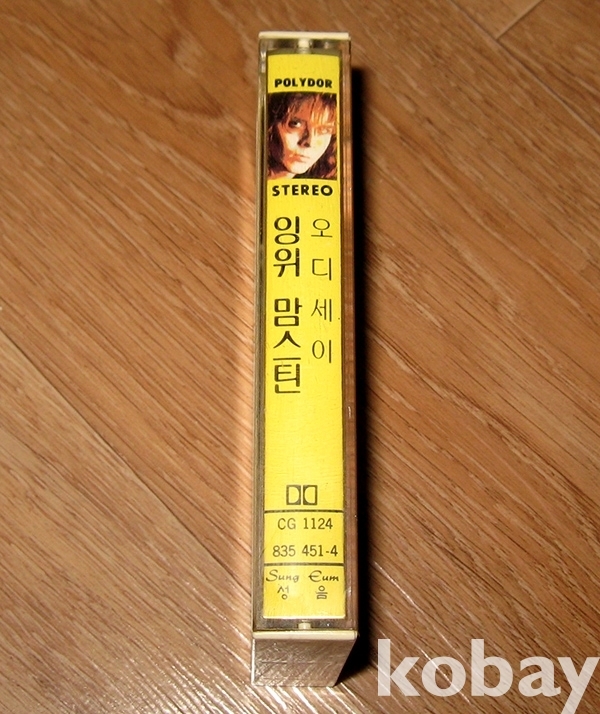 POLYDOR
STEREO
잉위 맘스틴
오디세이
CG 1124
835 451-4
Sung Eum
성 음
kobay